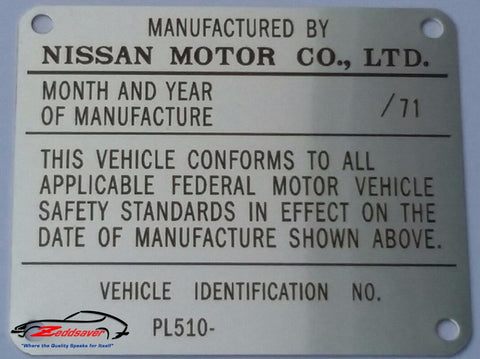 MANUFACTURED BY
NISSAN MOTOR CO., LTD.
MONTH AND YEAR
OF MANUFACTURE
/71
THIS VEHICLE CONFORMS TO ALL
APPLICABLE FEDERAL MOTOR VEHICLE
SAFETY STANDARDS IN EFFECT ON THE
DATE OF MANUFACTURE SHOWN ABOVE.
VEHICLE IDENTIFICATION NO.
PL510-
Zeddsaver
"Where the Quality Speaks for Itself"